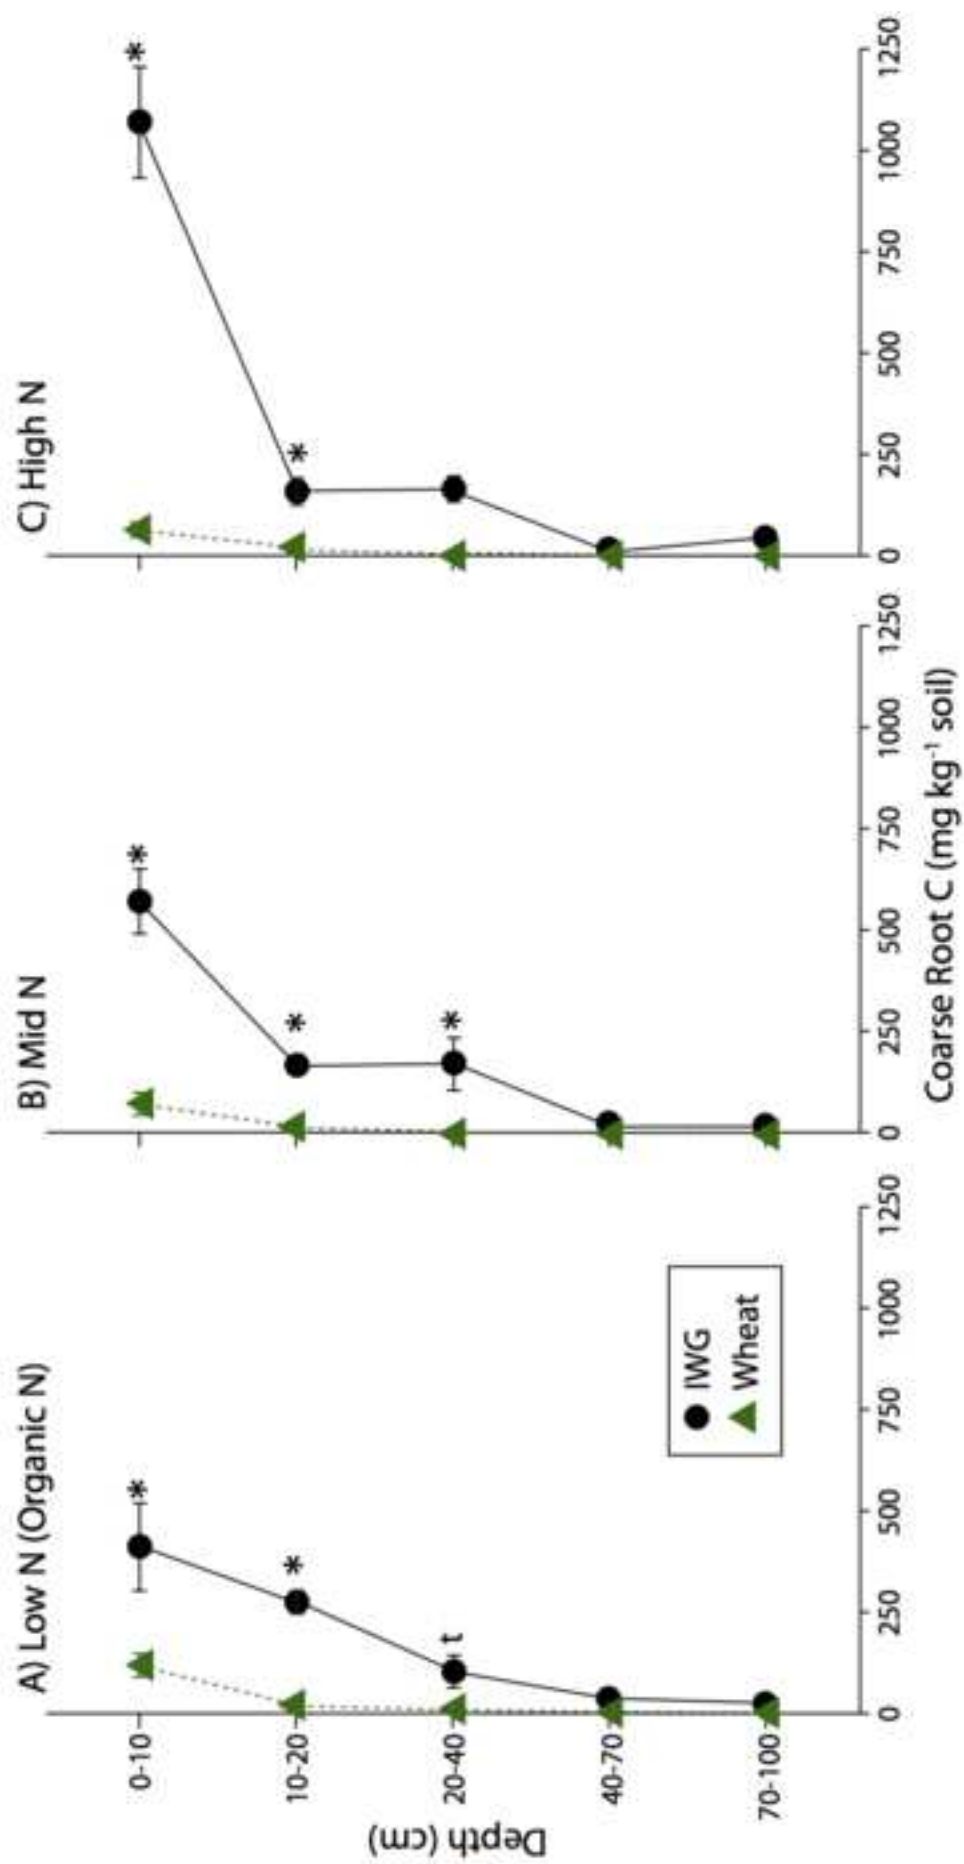 A) Low N (Organic N)
B) Mid N
C) High N
Depth (cm)
0-10
10-20
20-40
40-70
70-100
*
*
t
*
*
*
*
*
IWG
Wheat
0 250 500 750 1000 1250
0 250 500 750 1000 1250
0 250 500 750 1000 1250
Coarse Root C (mg kg⁻¹ soil)